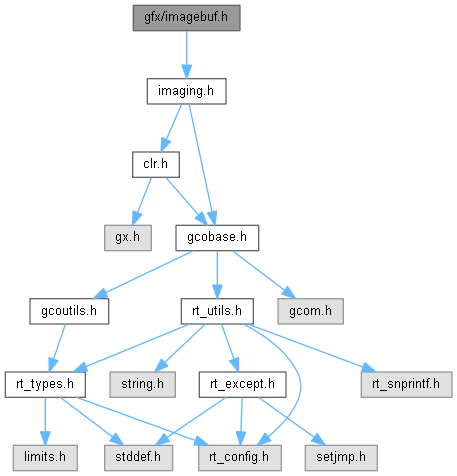 gfx/imagebuf.h
imaging.h
clr.h
gx.h
gcobase.h
gcoutils.h
rt_utils.h
gcom.h
rt_types.h
string.h
rt_except.h
rt_snprintf.h
limits.h
stddef.h
rt_config.h
setjmp.h